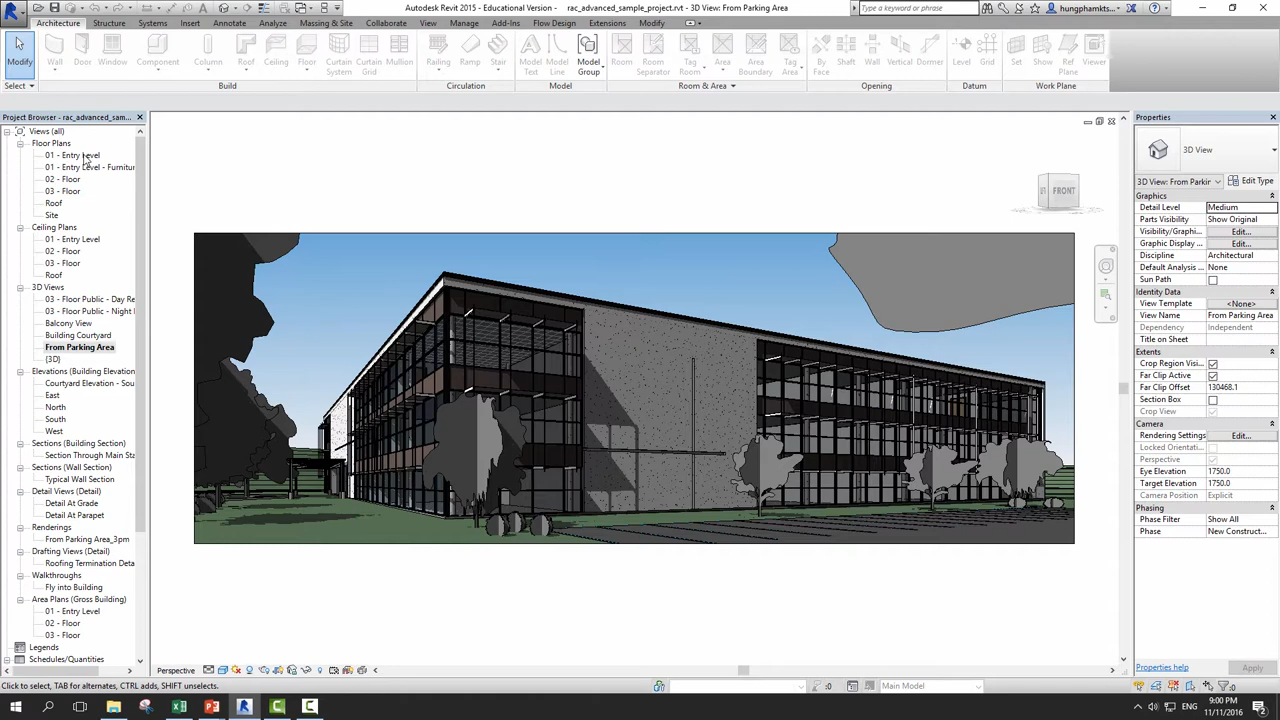 Autodesk Revit 2015 - Educational Version - rac_advanced_sample_project.rvt - 3D View: From Parking Area
Type a keyword or phrase
hungphamkts...
Architecture Structure Systems Insert Annotate Analyze Massing & Site Collaborate View Manage Add-Ins Flow Design Extensions Modify
Modify Wall Door Window Component Column Roof Ceiling Floor Curtain System Curtain Grid Mullion Railing Ramp Stair Model Text Model Line Model Group Room Room Separator Tag Room Area Area Boundary Tag Area By Face Shaft Wall Vertical Dormer Level Grid Set Show Ref Plane Viewer
Select Build Circulation Model Room & Area Opening Datum Work Plane
Project Browser - rac_advanced_sam...
Views (all)
Floor Plans
01 - Entry Level
01 - Entry Level - Furnitur
02 - Floor
03 - Floor
Roof
Site
Ceiling Plans
01 - Entry Level
02 - Floor
03 - Floor
Roof
3D Views
03 - Floor Public - Day Re
03 - Floor Public - Night
Balcony View
Building Courtyard
From Parking Area
{3D}
Elevations (Building Elevation
Courtyard Elevation - Sou
East
North
South
West
Sections (Building Section)
Section Through Main Sta
Sections (Wall Section)
Typical Wall Section
Detail Views (Detail)
Detail At Grade
Detail At Parapet
Renderings
From Parking Area_3pm
Drafting Views (Detail)
Roofing Termination Deta
Walkthroughs
Fly into Building
Area Plans (Gross Building)
01 - Entry Level
02 - Floor
03 - Floor
Legends
Schedules/Quantities
FRONT
Properties
3D View
3D View: From Parkir
Edit Type
Graphics
Detail Level Medium
Parts Visibility Show Original
Visibility/Graphi... Edit...
Graphic Display ... Edit...
Discipline Architectural
Default Analysis ... None
Sun Path
Identity Data
View Template <None>
View Name From Parking Area
Dependency Independent
Title on Sheet
Extents
Crop Region Visi...
Far Clip Active
Far Clip Offset 130468.1
Section Box
Crop View
Camera
Rendering Settings Edit...
Locked Orientati...
Perspective
Eye Elevation 1750.0
Target Elevation 1750.0
Camera Position Explicit
Phasing
Phase Filter Show All
Phase New Construct...
Properties help Apply
Perspective
Click to select, TAB for alternates, CTRL adds, SHIFT unselects.
:0
Main Model
:0
9:00 PM
11/11/2016